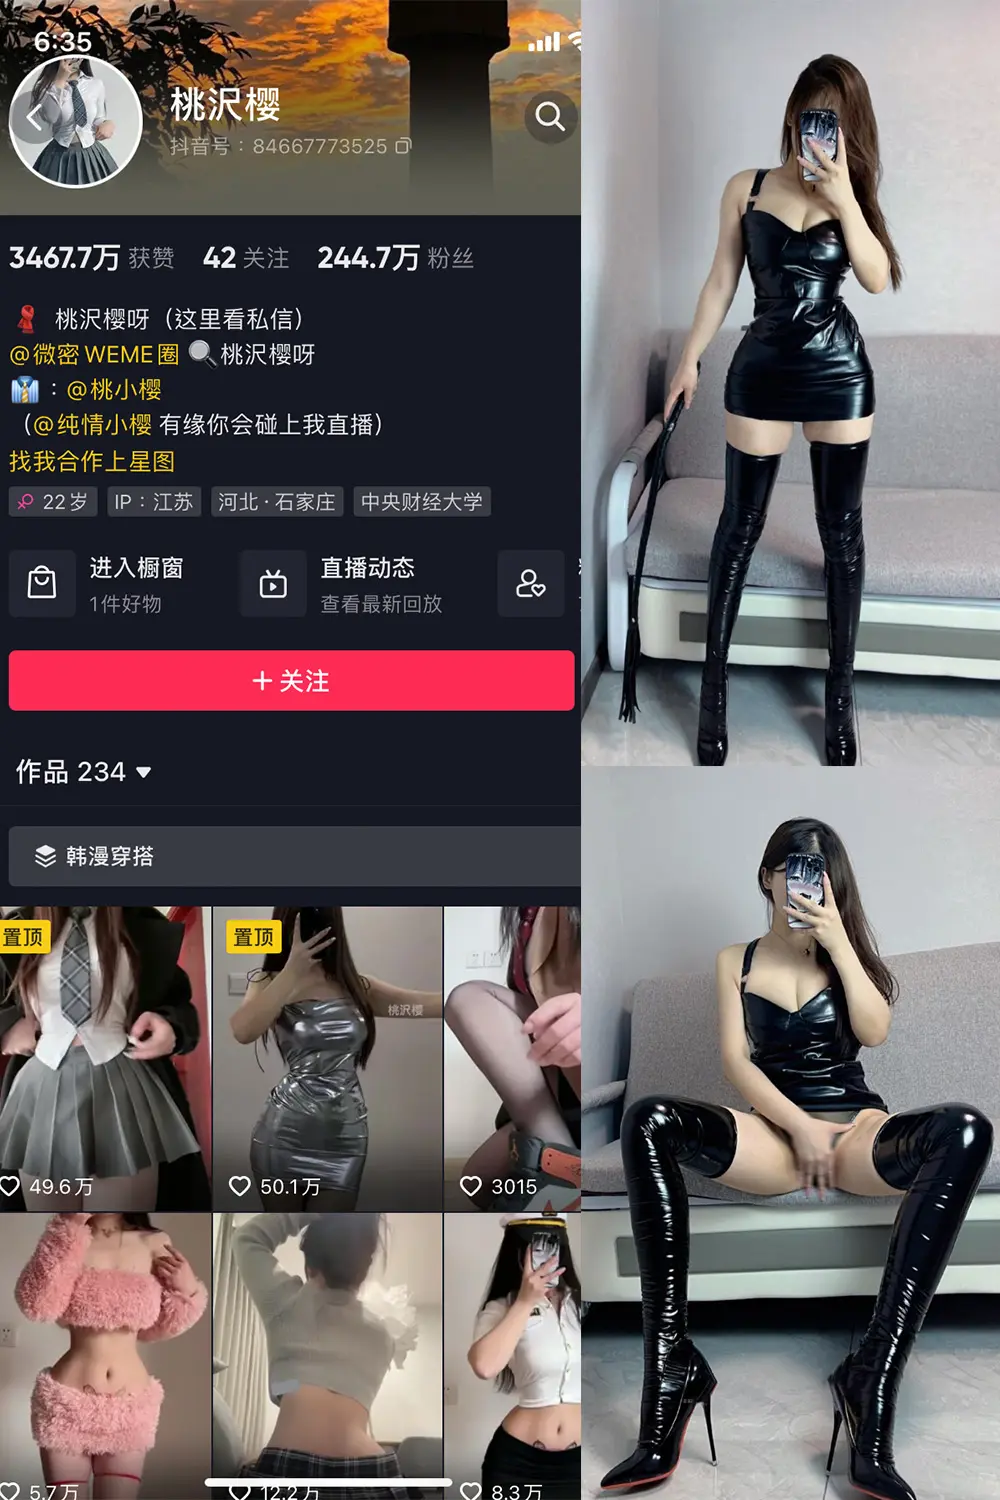 6:35
桃沢樱
抖音号：84667773525
3467.7万 获赞 42 关注 244.7万 粉丝
桃沢樱呀（这里看私信）
@微密 WEME圈 桃沢樱呀
：@桃小樱
（@纯情小樱 有缘你会碰上我直播）
找我合作上星图
22岁 IP：江苏 河北·石家庄 中央财经大学
进入橱窗 直播动态
1件好物 查看最新回放
+ 关注
作品 234
韩漫穿搭
置顶 置顶
桃沢樱
49.6万 50.1万 3015
5.7万 12.2万 8.3万